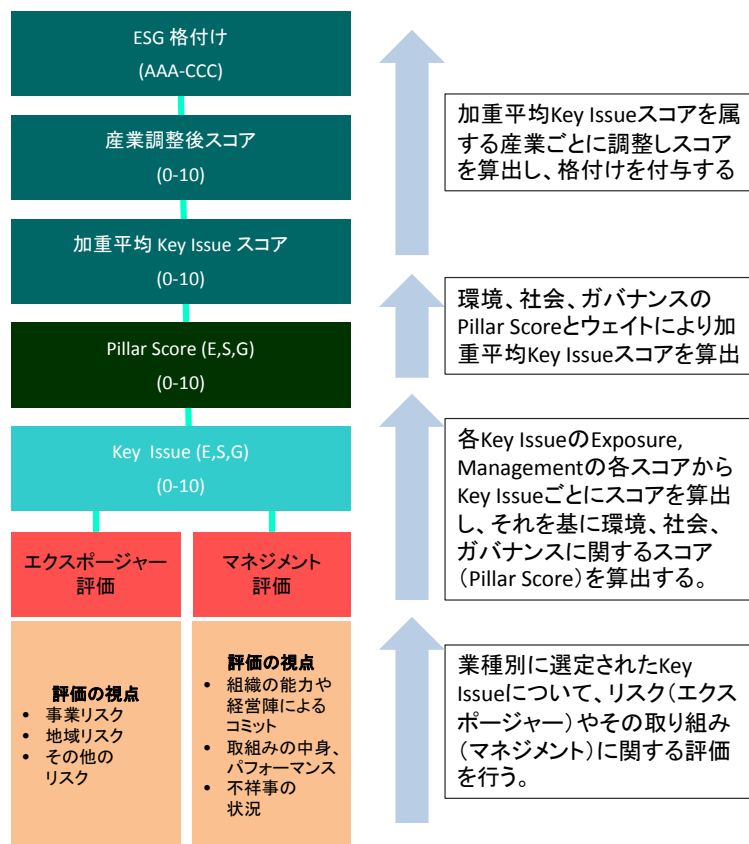 ESG 格付け
(AAA-CCC)
産業調整後スコア
(0-10)
加重平均 Key Issue スコア
(0-10)
Pillar Score (E,S,G)
(0-10)
Key Issue (E,S,G)
(0-10)
エクスポージャー
評価
マネジメント
評価
評価の視点
• 事業リスク
• 地域リスク
• その他の
リスク
評価の視点
• 組織の能力や
経営陣による
コミット
• 取組みの中身、
パフォーマンス
• 不祥事の
状況
加重平均Key Issueスコアを属
する産業ごとに調整しスコア
を算出し、格付けを付与する
環境、社会、ガバナンスの
Pillar Scoreとウェイトにより加
重平均Key Issueスコアを算出
各Key IssueのExposure,
Managementの各スコアから
Key Issueごとにスコアを算出
し、それを基に環境、社会、
ガバナンスに関するスコア
（Pillar Score）を算出する。
業種別に選定されたKey
Issueについて、リスク（エクス
ポージャー）やその取り組み
（マネジメント）に関する評価
を行う。